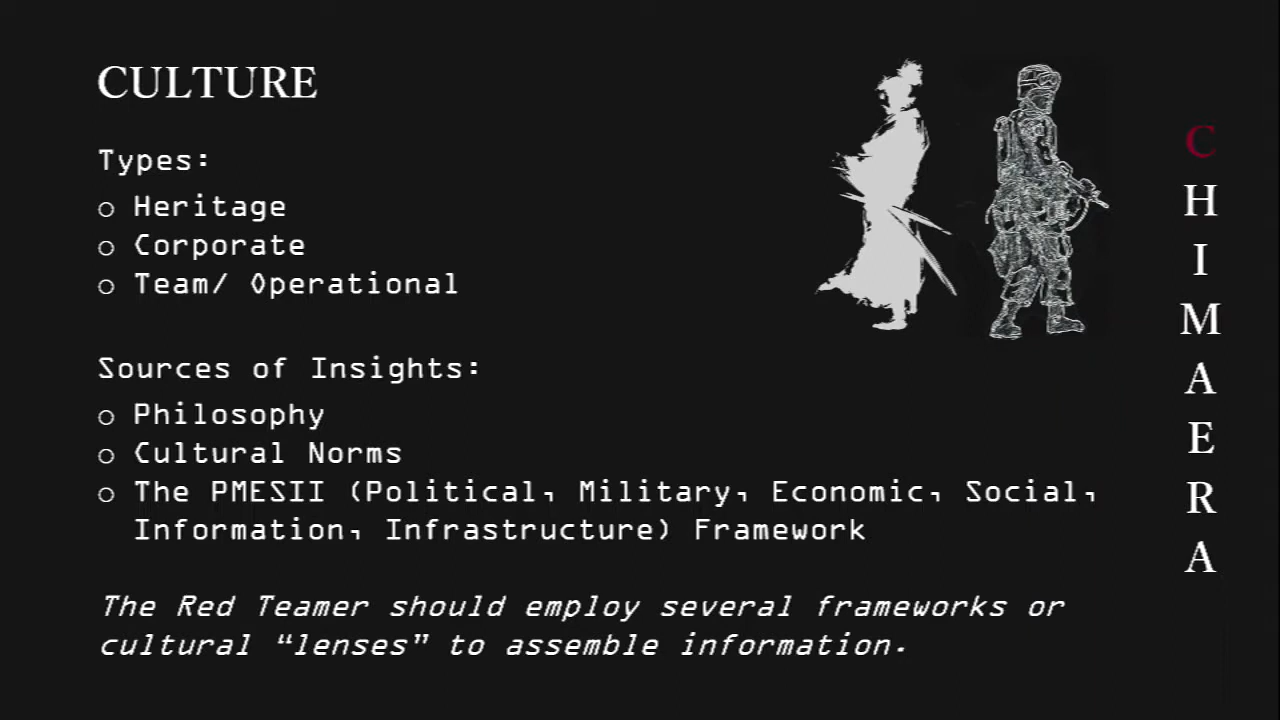 CULTURE
Types:
○ Heritage
○ Corporate
○ Team/ Operational
Sources of Insights:
○ Philosophy
○ Cultural Norms
○ The PMESII (Political, Military, Economic, Social,
Information, Infrastructure) Framework
The Red Teamer should employ several frameworks or
cultural “lenses” to assemble information.
C
H
I
M
A
E
R
A